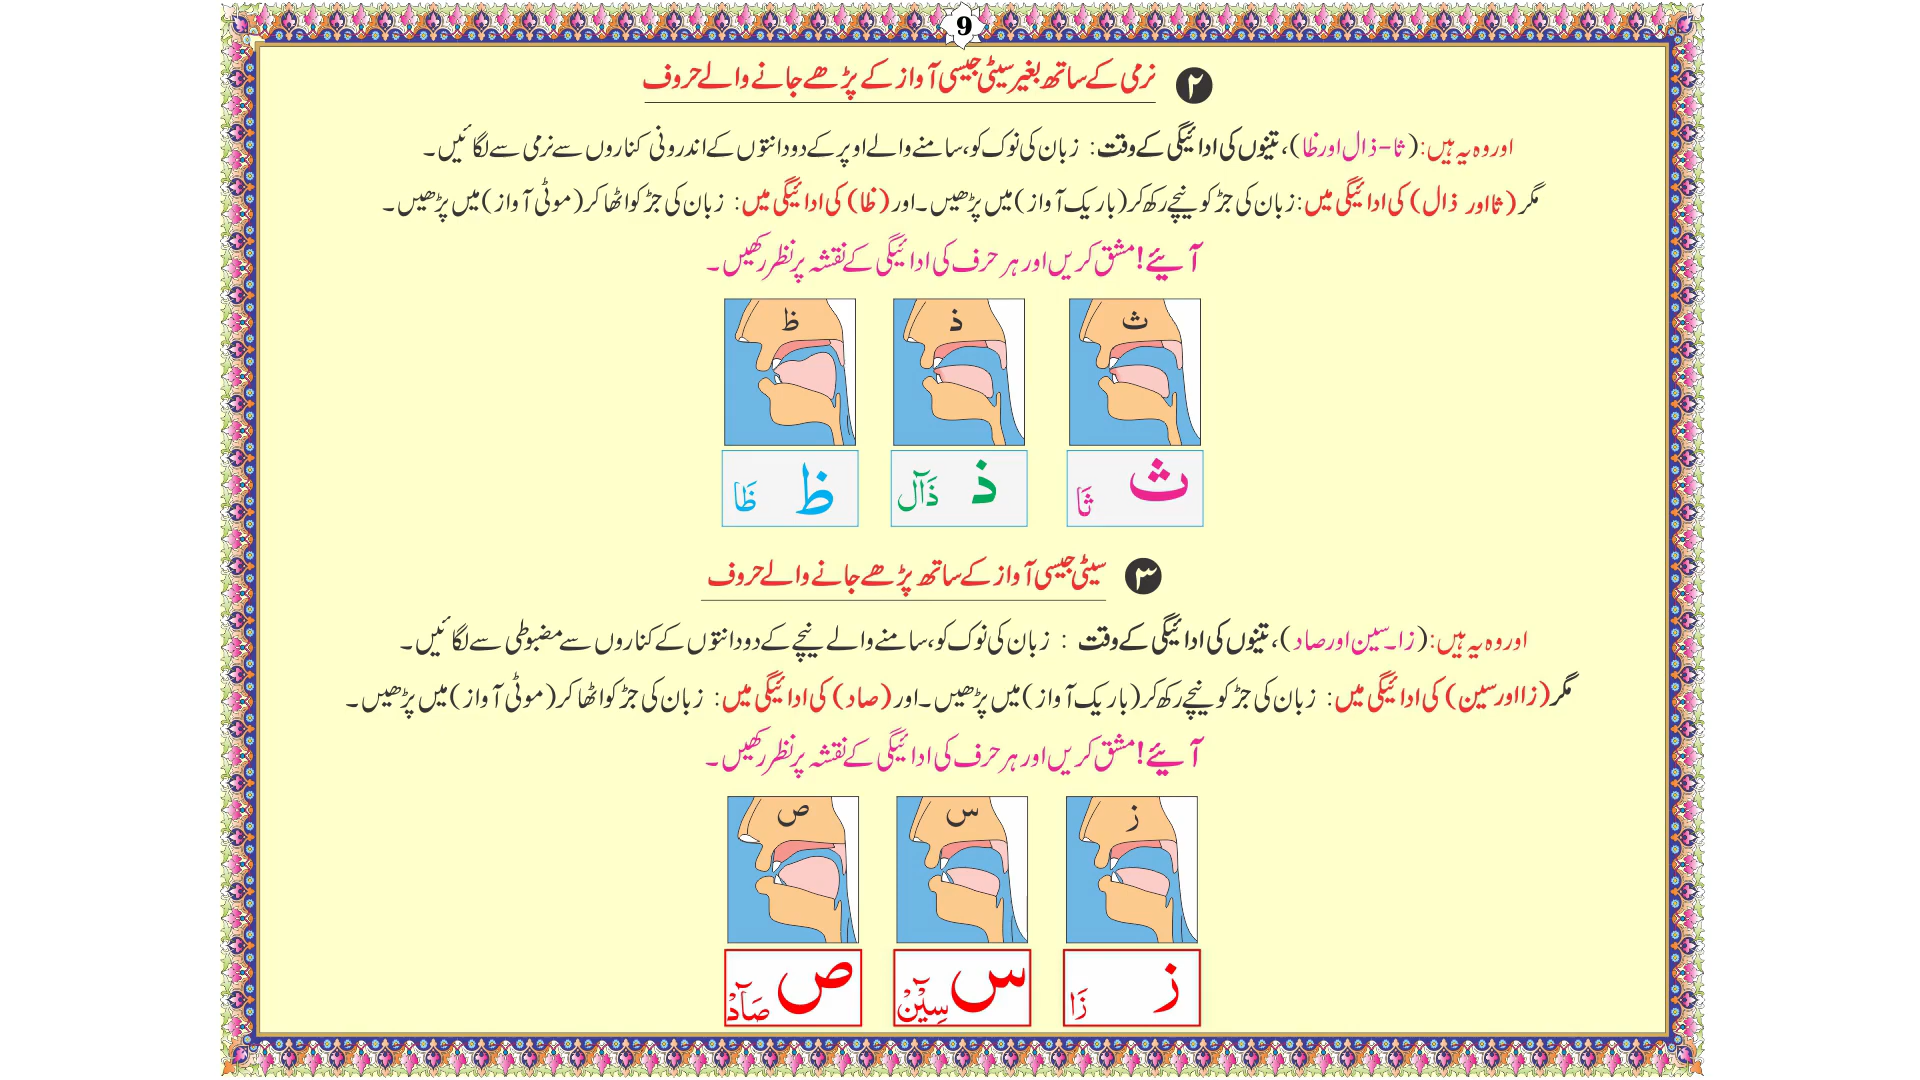 9
۲ نرمی کے ساتھ بغیر سیٹی جیسی آواز کے پڑھے جانے والے حروف
اور وہ یہ ہیں: (ثا-ذال اور ظا)، تینوں کی ادائیگی کے وقت: زبان کی نوک کو، سامنے والے اوپر کے دو دانتوں کے اندرونی کناروں سے نرمی سے لگائیں۔
مگر (ثا اور ذال) کی ادائیگی میں: زبان کی جڑ کو نیچے رکھ کر (باریک آواز) میں پڑھیں۔ اور (ظا) کی ادائیگی میں: زبان کی جڑ کو اٹھا کر (موٹی آواز) میں پڑھیں۔
آیئے! مشق کریں اور ہر حرف کی ادائیگی کے نقشہ پر نظر رکھیں۔
ث ذ ظ
ث ثَا ذ ذَآل ظ ظَا
۳ سیٹی جیسی آواز کے ساتھ پڑھے جانے والے حروف
اور وہ یہ ہیں: (زا۔سین اور صاد)، تینوں کی ادائیگی کے وقت : زبان کی نوک کو، سامنے والے نیچے کے دو دانتوں کے کناروں سے مضبوطی سے لگائیں۔
مگر (زا اور سین) کی ادائیگی میں: زبان کی جڑ کو نیچے رکھ کر (باریک آواز) میں پڑھیں۔ اور (صاد) کی ادائیگی میں: زبان کی جڑ کو اٹھا کر (موٹی آواز) میں پڑھیں۔
آیئے! مشق کریں اور ہر حرف کی ادائیگی کے نقشہ پر نظر رکھیں۔
ز س ص
ز زَا س سِیْٓنْ ص صَآدْ